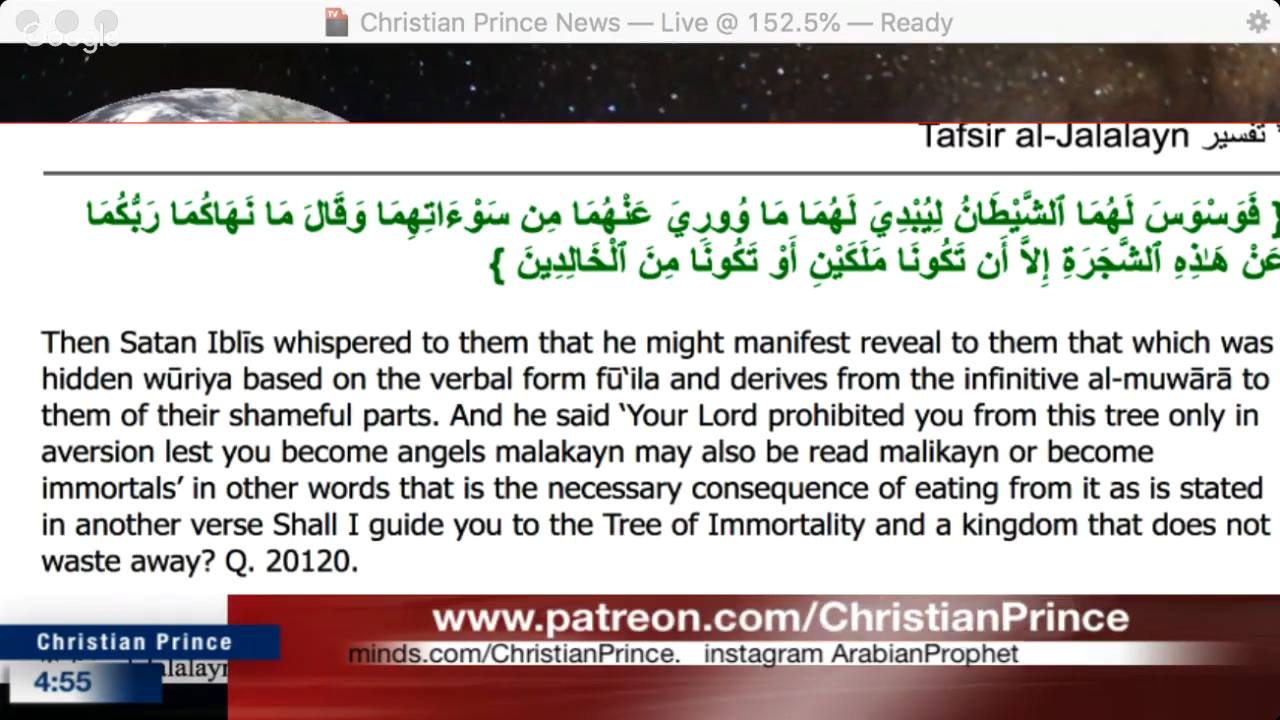 Christian Prince News — Live @ 152.5% — Ready
Google
Tafsir al-Jalalayn تفسير *
{ فَوَسْوَسَ لَهُمَا ٱلشَّيْطَانُ لِيُبْدِيَ لَهُمَا مَا وُورِيَ عَنْهُمَا مِن سَوْءَاتِهِمَا وَقَالَ مَا نَهَاكُمَا رَبُّكُمَا
عَنْ هَـٰذِهِ ٱلشَّجَرَةِ إِلاَّ أَن تَكُونَا مَلَكَيْنِ أَوْ تَكُونَا مِنَ ٱلْخَالِدِينَ }
Then Satan Iblīs whispered to them that he might manifest reveal to them that which was
hidden wūriya based on the verbal form fū‘ila and derives from the infinitive al-muwārā to
them of their shameful parts. And he said ‘Your Lord prohibited you from this tree only in
aversion lest you become angels malakayn may also be read malikayn or become
immortals’ in other words that is the necessary consequence of eating from it as is stated
in another verse Shall I guide you to the Tree of Immortality and a kingdom that does not
waste away? Q. 20120.
www.patreon.com/ChristianPrince
Christian Prince
minds.com/ChristianPrince. instagram ArabianProphet
4:55